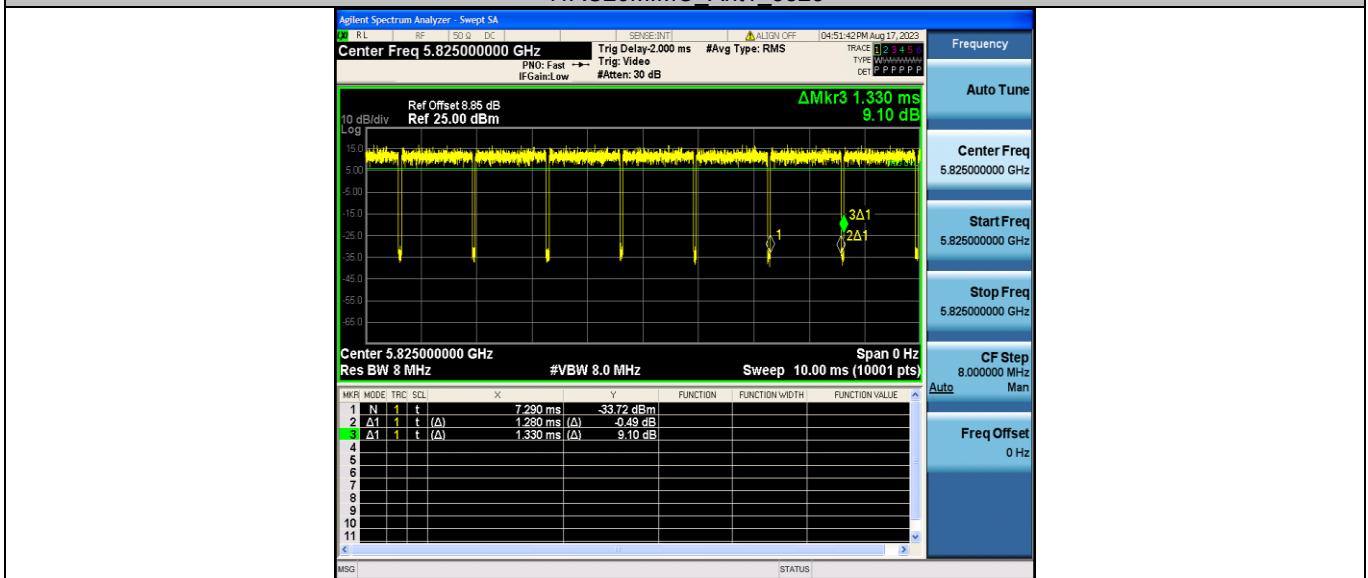 Agilent Spectrum Analyzer - Swept SA
RL RF 50 Ω DC SENSE:INT ALIGN OFF 04:51:42 PM Aug 17, 2023
Center Freq 5.825000000 GHz
PNO: Fast
IFGain:Low
Trig Delay-2.000 ms
Trig: Video
#Atten: 30 dB
#Avg Type: RMS
TRACE 1 2 3 4 5 6
TYPE
DET P P P P P P
Ref Offset 8.85 dB
10 dB/div Ref 25.00 dBm
Log
ΔMkr3 1.330 ms
9.10 dB
15.0
5.00
-5.00
-15.0
-25.0
-35.0
-45.0
-55.0
-65.0
1
3Δ1
2Δ1
Center 5.825000000 GHz Span 0 Hz
Res BW 8 MHz #VBW 8.0 MHz Sweep 10.00 ms (10001 pts)
MKR MODE TRC SCL X Y FUNCTION FUNCTION WIDTH FUNCTION VALUE
1 N 1 t 7.290 ms -33.72 dBm
2 Δ1 1 t (Δ) 1.280 ms (Δ) -0.49 dB
3 Δ1 1 t (Δ) 1.330 ms (Δ) 9.10 dB
4
5
6
7
8
9
10
11
MSG STATUS
Frequency
Auto Tune
Center Freq
5.825000000 GHz
Start Freq
5.825000000 GHz
Stop Freq
5.825000000 GHz
CF Step
8.000000 MHz
Auto Man
Freq Offset
0 Hz